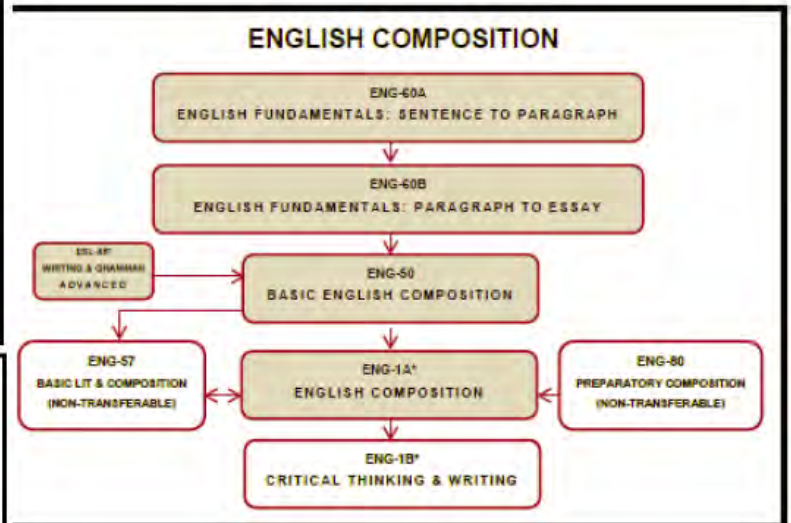 ENGLISH COMPOSITION
ENG-60A
ENGLISH FUNDAMENTALS: SENTENCE TO PARAGRAPH
ENG-60B
ENGLISH FUNDAMENTALS: PARAGRAPH TO ESSAY
WRITING & GRAMMAR
ADVANCED
ENG-50
BASIC ENGLISH COMPOSITION
ENG-57
BASIC LIT & COMPOSITION
(NON-TRANSFERABLE)
ENG-1A*
ENGLISH COMPOSITION
ENG-80
PREPARATORY COMPOSITION
(NON-TRANSFERABLE)
ENG-1B*
CRITICAL THINKING & WRITING